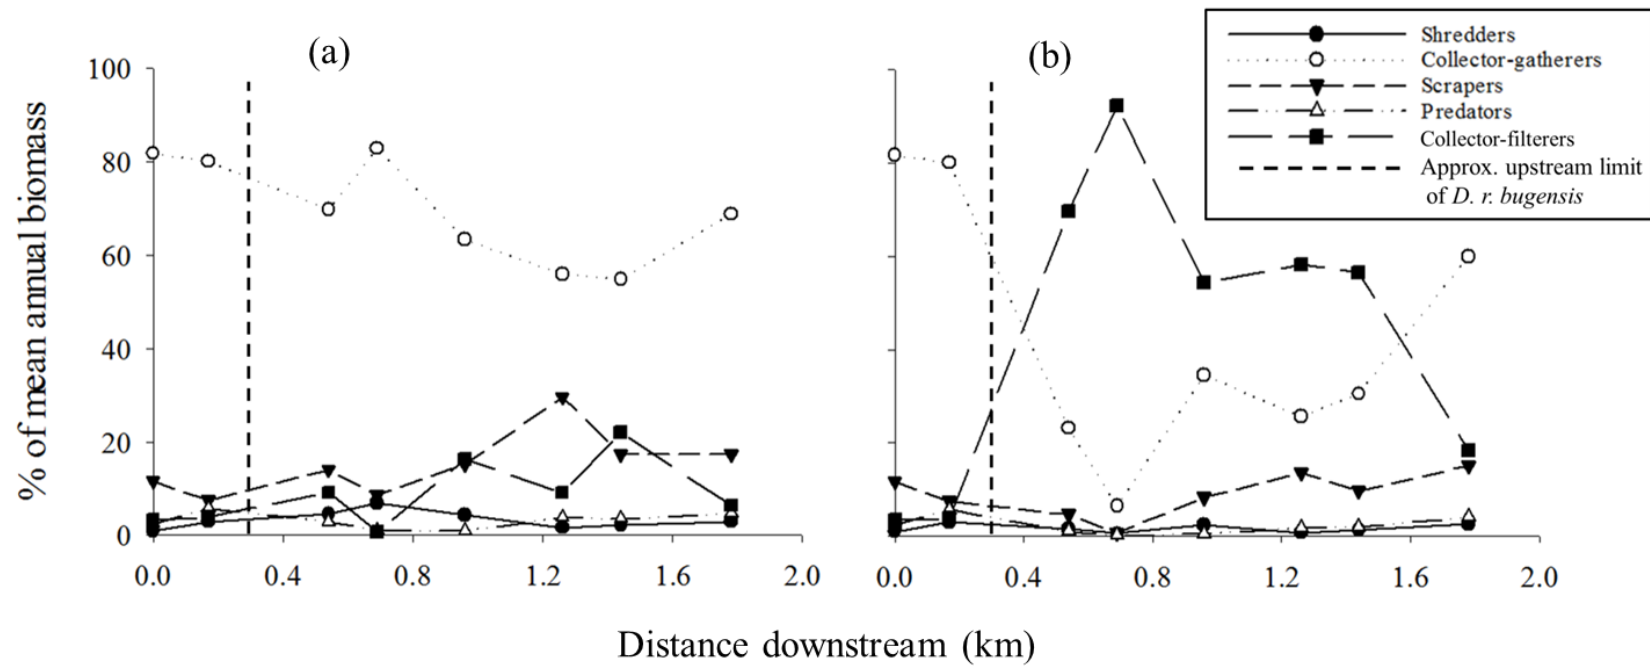 (a)
(b)
Shredders
Collector-gatherers
Scrapers
Predators
Collector-filterers
Approx. upstream limit
of D. r. bugensis
% of mean annual biomass
100
80
60
40
20
0
0.0 0.4 0.8 1.2 1.6 2.0
0.0 0.4 0.8 1.2 1.6 2.0
Distance downstream (km)